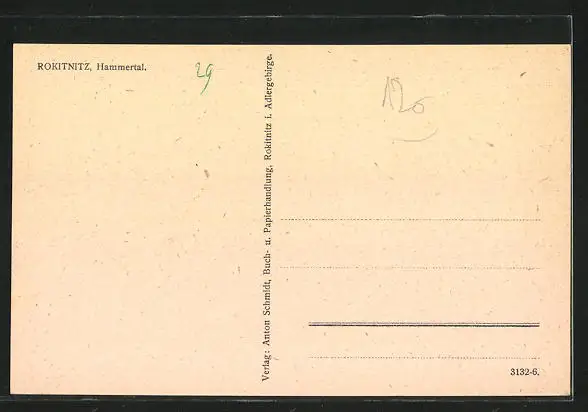 ROKITNITZ, Hammertal.
29
Verlag: Anton Schmidt, Buch- u. Papierhandlung, Rokitnitz i. Adlergebirge.
3132-6.